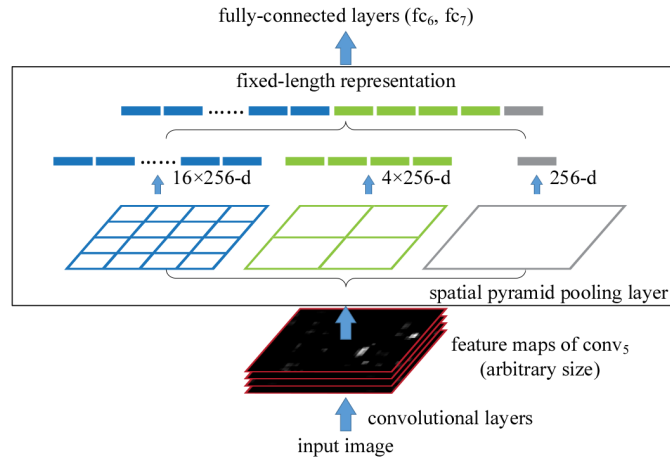 fully-connected layers (fc₆, fc₇)
fixed-length representation
......
......
16×256-d
4×256-d
256-d
spatial pyramid pooling layer
feature maps of conv₅
(arbitrary size)
convolutional layers
input image